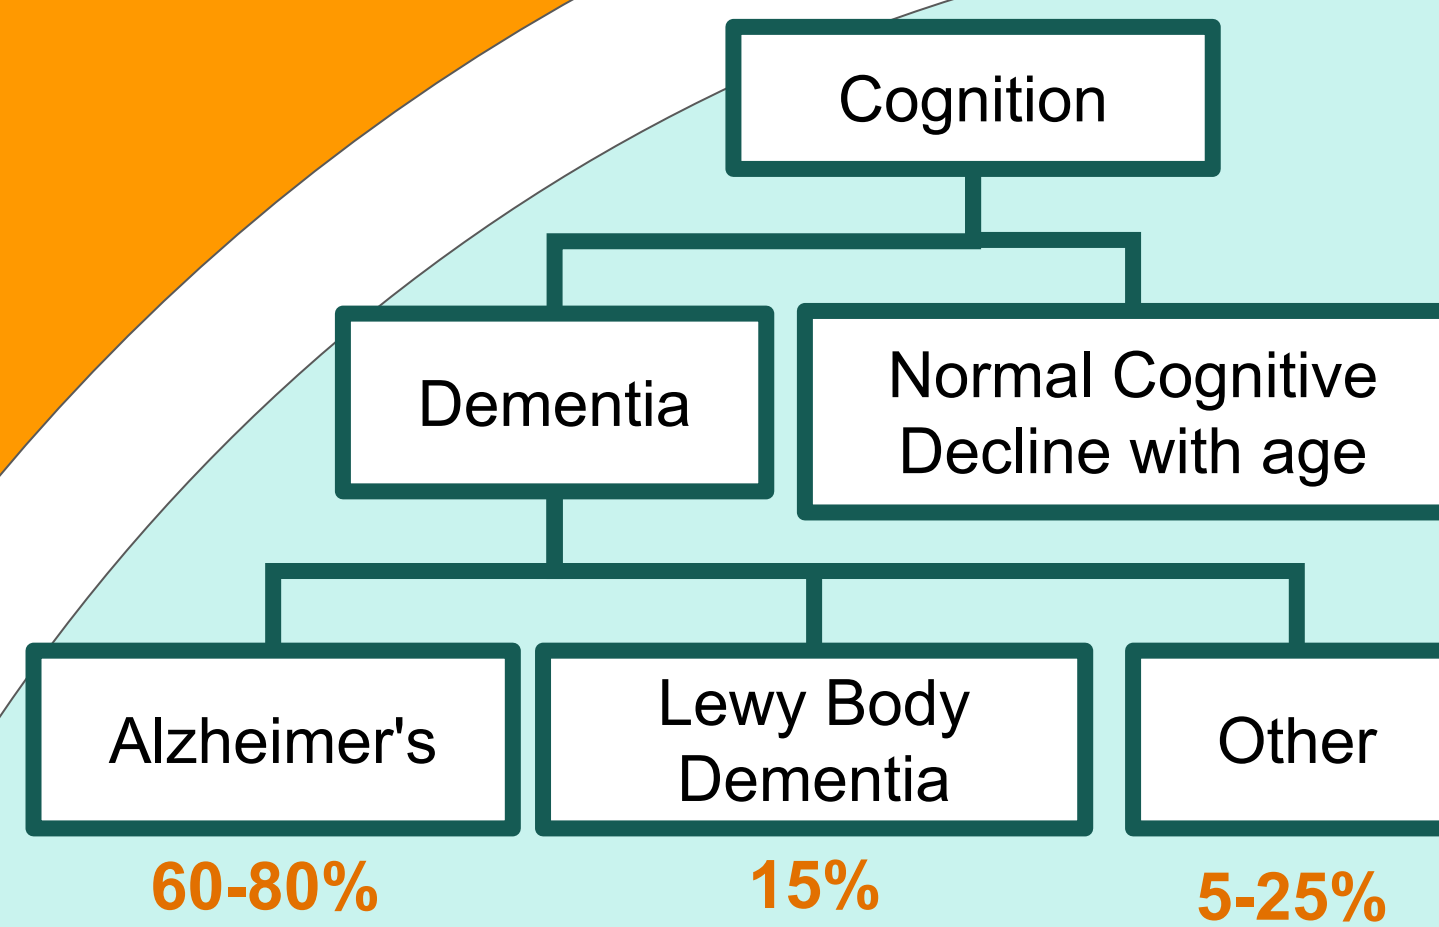 Cognition
Dementia
Normal Cognitive
Decline with age
Alzheimer's
Lewy Body
Dementia
Other
60-80%
15%
5-25%